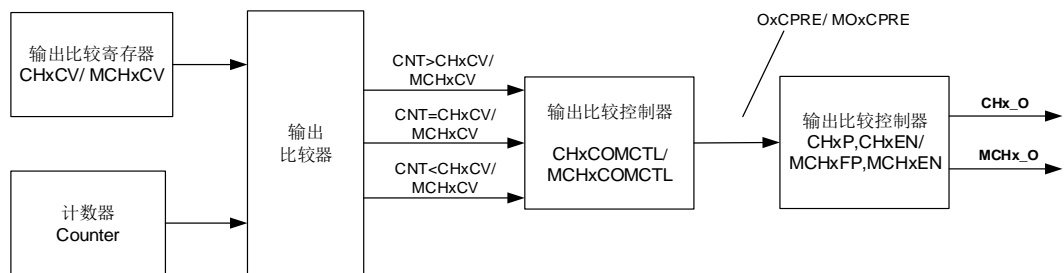 OxCPRE/ MOxCPRE
输出比较寄存器
CHxCV/ MCHxCV
计数器
Counter
输出
比较器
CNT>CHxCV/
MCHxCV
CNT=CHxCV/
MCHxCV
CNT<CHxCV/
MCHxCV
输出比较控制器
CHxCOMCTL/
MCHxCOMCTL
输出比较控制器
CHxP,CHxEN/
MCHxFP,MCHxEN
CHx_O
MCHx_O